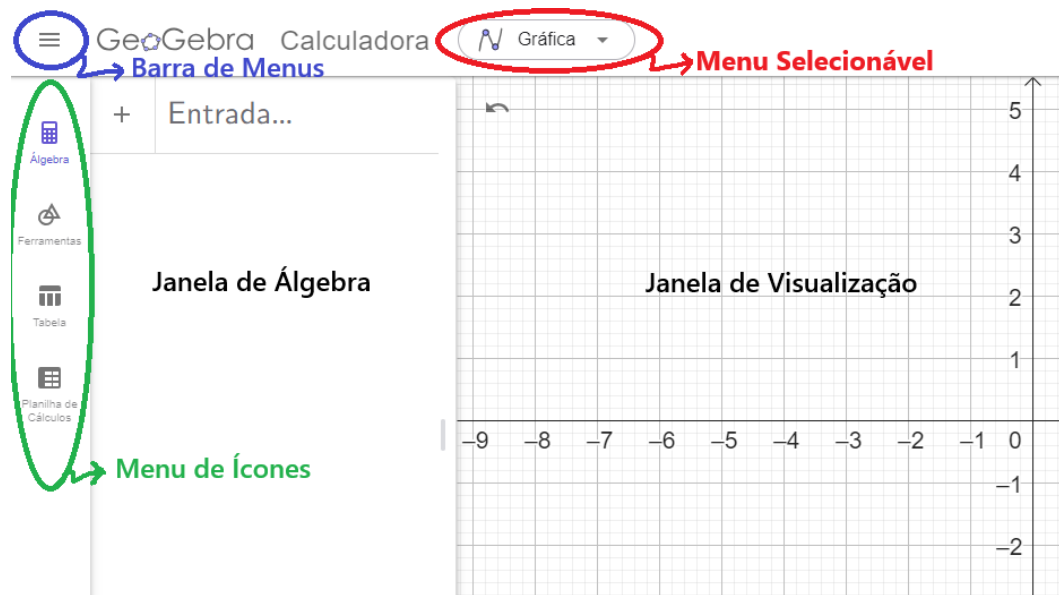 GeoGebra Calculadora
Gráfica
Barra de Menus
Menu Selecionável
+ Entrada...
Álgebra
Ferramentas
Tabela
Planilha de
Cálculos
Janela de Álgebra
Menu de Ícones
Janela de Visualização
5
4
3
2
1
–9 –8 –7 –6 –5 –4 –3 –2 –1 0
–1
–2